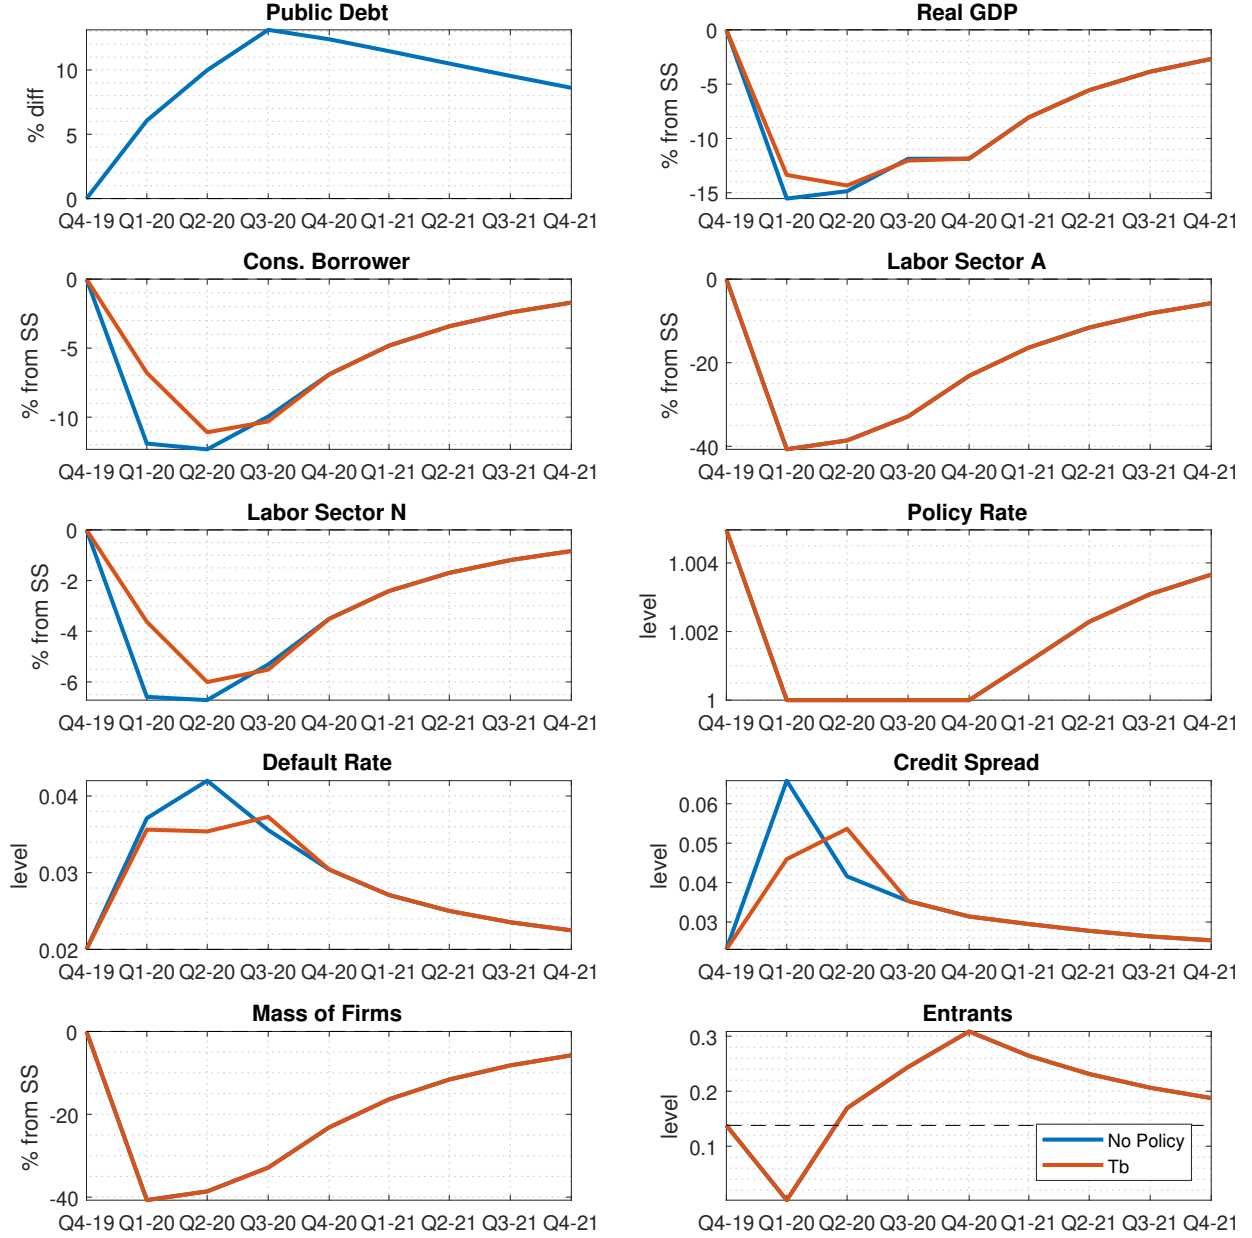 Public Debt
% diff
10
5
0
Q4-19 Q1-20 Q2-20 Q3-20 Q4-20 Q1-21 Q2-21 Q3-21 Q4-21
Real GDP
% from SS
0
-5
-10
-15
Q4-19 Q1-20 Q2-20 Q3-20 Q4-20 Q1-21 Q2-21 Q3-21 Q4-21
Cons. Borrower
% from SS
0
-5
-10
Q4-19 Q1-20 Q2-20 Q3-20 Q4-20 Q1-21 Q2-21 Q3-21 Q4-21
Labor Sector A
% from SS
0
-20
-40
Q4-19 Q1-20 Q2-20 Q3-20 Q4-20 Q1-21 Q2-21 Q3-21 Q4-21
Labor Sector N
% from SS
0
-2
-4
-6
Q4-19 Q1-20 Q2-20 Q3-20 Q4-20 Q1-21 Q2-21 Q3-21 Q4-21
Policy Rate
level
1.004
1.002
1
Q4-19 Q1-20 Q2-20 Q3-20 Q4-20 Q1-21 Q2-21 Q3-21 Q4-21
Default Rate
level
0.04
0.03
0.02
Q4-19 Q1-20 Q2-20 Q3-20 Q4-20 Q1-21 Q2-21 Q3-21 Q4-21
Credit Spread
level
0.06
0.05
0.04
0.03
Q4-19 Q1-20 Q2-20 Q3-20 Q4-20 Q1-21 Q2-21 Q3-21 Q4-21
Mass of Firms
% from SS
0
-20
-40
Q4-19 Q1-20 Q2-20 Q3-20 Q4-20 Q1-21 Q2-21 Q3-21 Q4-21
Entrants
level
0.3
0.2
0.1
No Policy
Tb
Q4-19 Q1-20 Q2-20 Q3-20 Q4-20 Q1-21 Q2-21 Q3-21 Q4-21